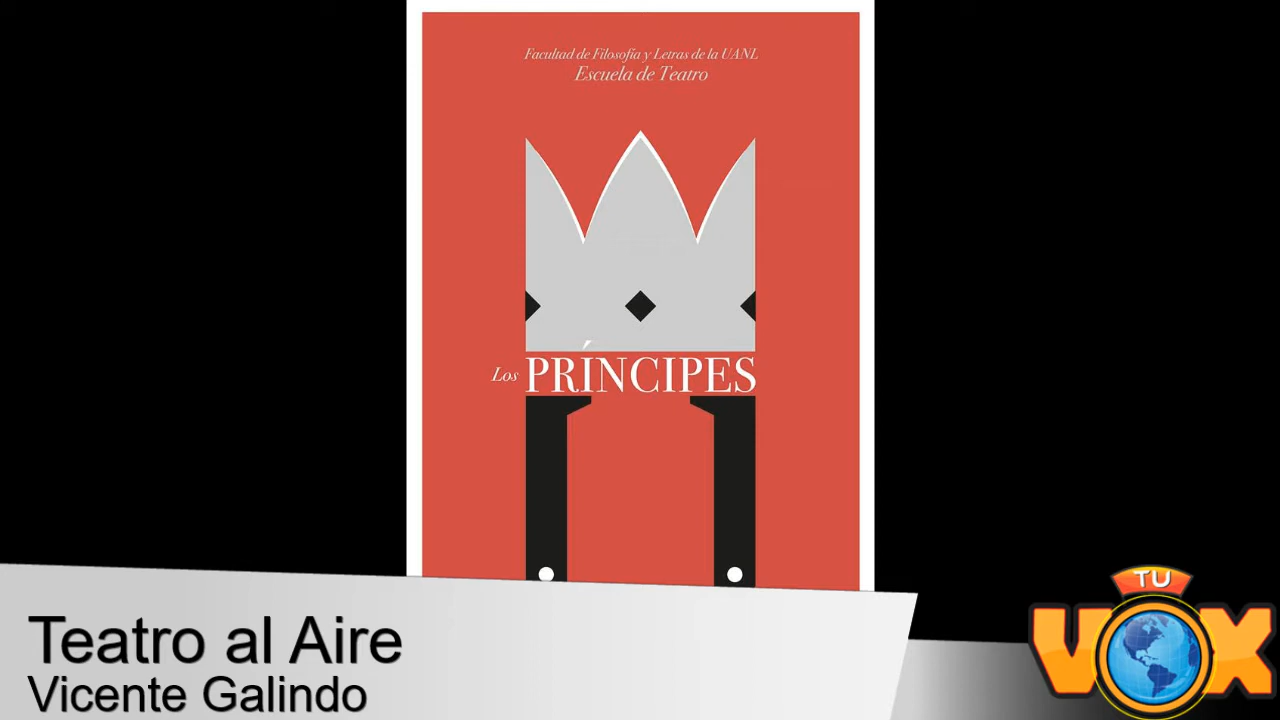 Facultad de Filosofía y Letras de la UANL
Escuela de Teatro
Los PRÍNCIPES
Teatro al Aire
Vicente Galindo
TU
VOX